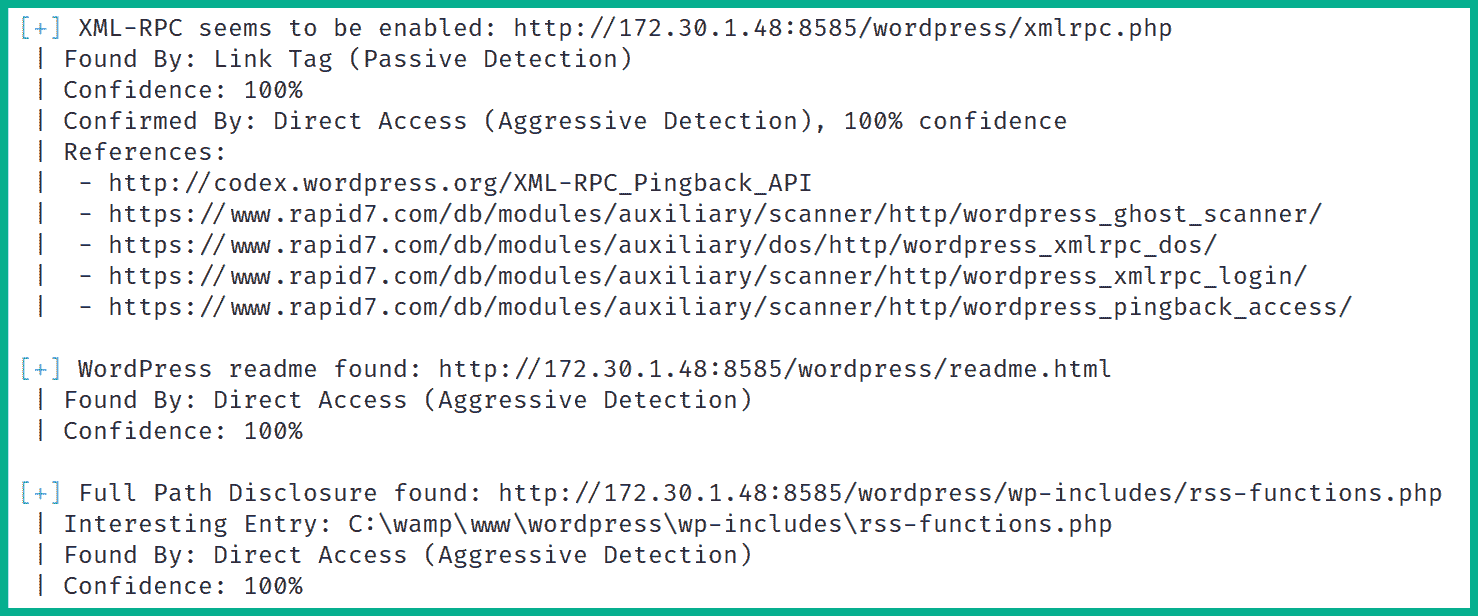 [+] XML-RPC seems to be enabled: http://172.30.1.48:8585/wordpress/xmlrpc.php
 | Found By: Link Tag (Passive Detection)
 | Confidence: 100%
 | Confirmed By: Direct Access (Aggressive Detection), 100% confidence
 | References:
 |  - http://codex.wordpress.org/XML-RPC_Pingback_API
 |  - https://www.rapid7.com/db/modules/auxiliary/scanner/http/wordpress_ghost_scanner/
 |  - https://www.rapid7.com/db/modules/auxiliary/dos/http/wordpress_xmlrpc_dos/
 |  - https://www.rapid7.com/db/modules/auxiliary/scanner/http/wordpress_xmlrpc_login/
 |  - https://www.rapid7.com/db/modules/auxiliary/scanner/http/wordpress_pingback_access/

[+] WordPress readme found: http://172.30.1.48:8585/wordpress/readme.html
 | Found By: Direct Access (Aggressive Detection)
 | Confidence: 100%

[+] Full Path Disclosure found: http://172.30.1.48:8585/wordpress/wp-includes/rss-functions.php
 | Interesting Entry: C:\wamp\www\wordpress\wp-includes\rss-functions.php
 | Found By: Direct Access (Aggressive Detection)
 | Confidence: 100%